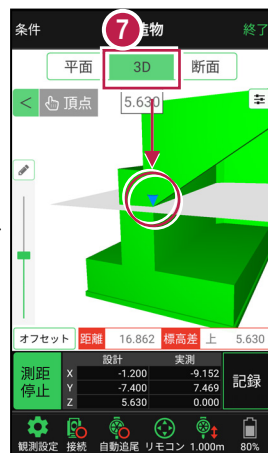 条件 7 造物 終了
平面 3D 断面
< 頂点 5.630
オフセット 距離 16.862 標高差 上 5.630
設計 実測
測距停止 X -1.200 -9.152 記録
Y -7.400 7.469
Z 5.630 0.000
観測設定 接続 自動追尾 リモコン 1.000m 80%